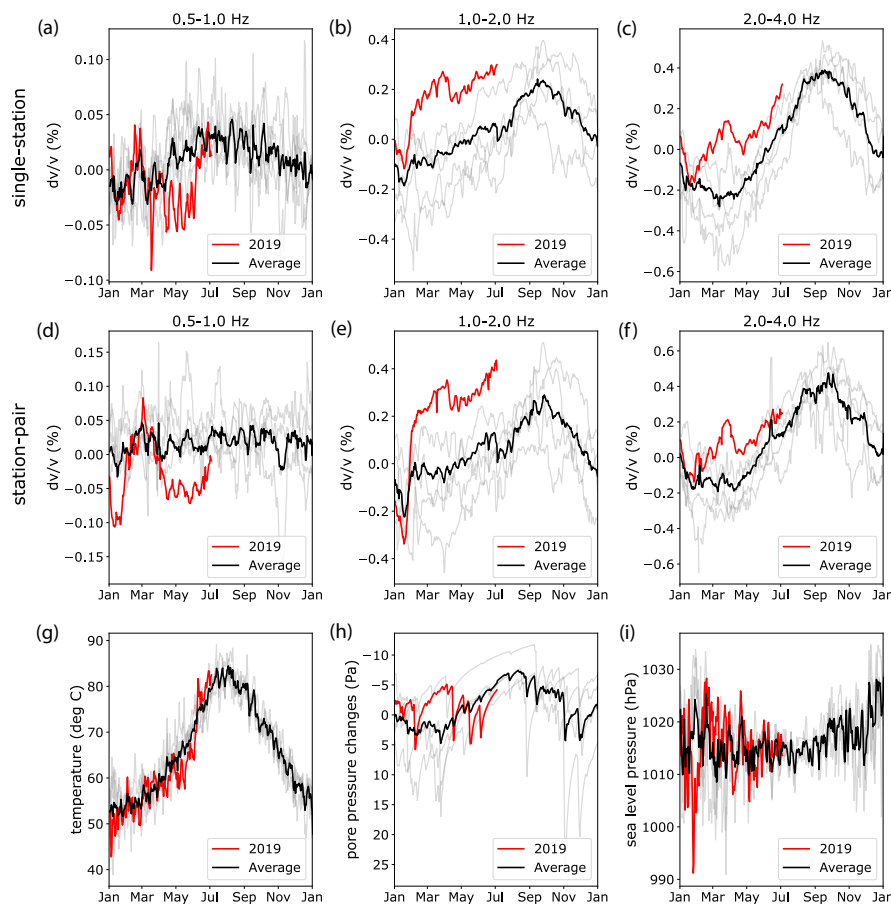 (a) 0.5–1.0 Hz (b) 1.0–2.0 Hz (c) 2.0–4.0 Hz
single-station
dv/v (%)
0.10
0.05
0.00
−0.05
−0.10
2019
Average
Jan Mar May Jul Sep Nov Jan
dv/v (%)
0.4
0.2
0.0
−0.2
−0.4
2019
Average
Jan Mar May Jul Sep Nov Jan
dv/v (%)
0.4
0.2
0.0
−0.2
−0.4
−0.6
2019
Average
Jan Mar May Jul Sep Nov Jan
(d) 0.5–1.0 Hz (e) 1.0–2.0 Hz (f) 2.0–4.0 Hz
station-pair
dv/v (%)
0.15
0.10
0.05
0.00
−0.05
−0.10
−0.15
2019
Average
Jan Mar May Jul Sep Nov Jan
dv/v (%)
0.4
0.2
0.0
−0.2
−0.4
2019
Average
Jan Mar May Jul Sep Nov Jan
dv/v (%)
0.6
0.4
0.2
0.0
−0.2
−0.4
−0.6
2019
Average
Jan Mar May Jul Sep Nov Jan
(g) (h) (i)
temperature (deg C)
90
80
70
60
50
40
2019
Average
Jan Mar May Jul Sep Nov Jan
pore pressure changes (Pa)
−10
−5
0
5
10
15
20
25
2019
Average
Jan Mar May Jul Sep Nov Jan
sea level pressure (hPa)
1030
1020
1010
1000
990
2019
Average
Jan Mar May Jul Sep Nov Jan